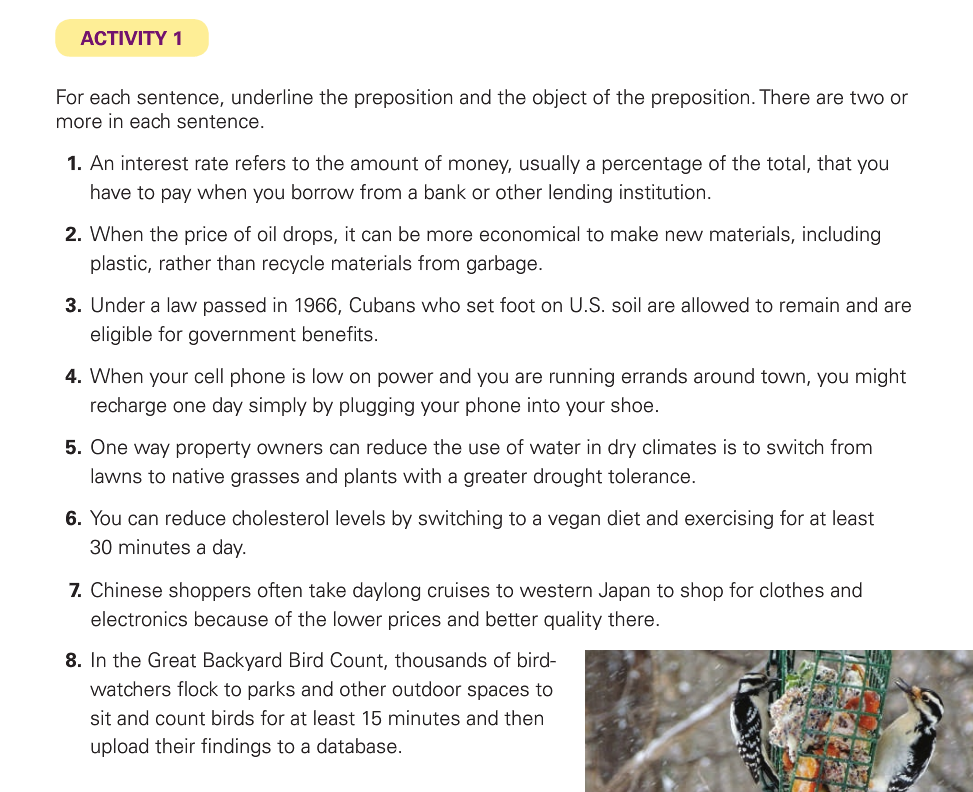 ACTIVITY 1
For each sentence, underline the preposition and the object of the preposition. There are two or
more in each sentence.
1. An interest rate refers to the amount of money, usually a percentage of the total, that you
have to pay when you borrow from a bank or other lending institution.
2. When the price of oil drops, it can be more economical to make new materials, including
plastic, rather than recycle materials from garbage.
3. Under a law passed in 1966, Cubans who set foot on U.S. soil are allowed to remain and are
eligible for government benefits.
4. When your cell phone is low on power and you are running errands around town, you might
recharge one day simply by plugging your phone into your shoe.
5. One way property owners can reduce the use of water in dry climates is to switch from
lawns to native grasses and plants with a greater drought tolerance.
6. You can reduce cholesterol levels by switching to a vegan diet and exercising for at least
30 minutes a day.
7. Chinese shoppers often take daylong cruises to western Japan to shop for clothes and
electronics because of the lower prices and better quality there.
8. In the Great Backyard Bird Count, thousands of bird-
watchers flock to parks and other outdoor spaces to
sit and count birds for at least 15 minutes and then
upload their findings to a database.